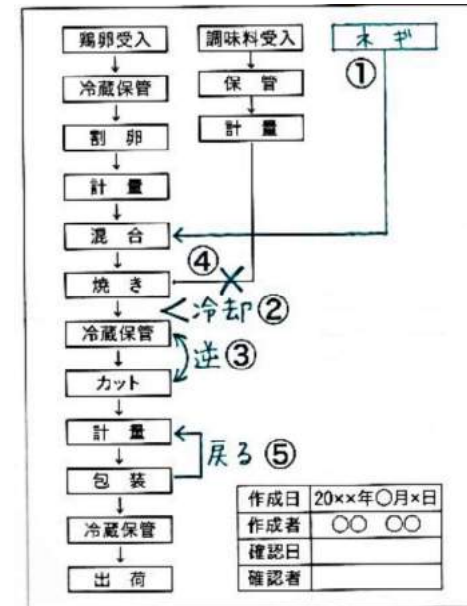 鶏卵受入 調味料受入 ネギ
①
冷蔵保管 保管
割卵 計量
計量
混合
④
焼き
冷却②
冷蔵保管
逆③
カット
計量
戻る⑤
包装
冷蔵保管
出荷
作成日 20××年○月×日
作成者 ○○ ○○
確認日
確認者